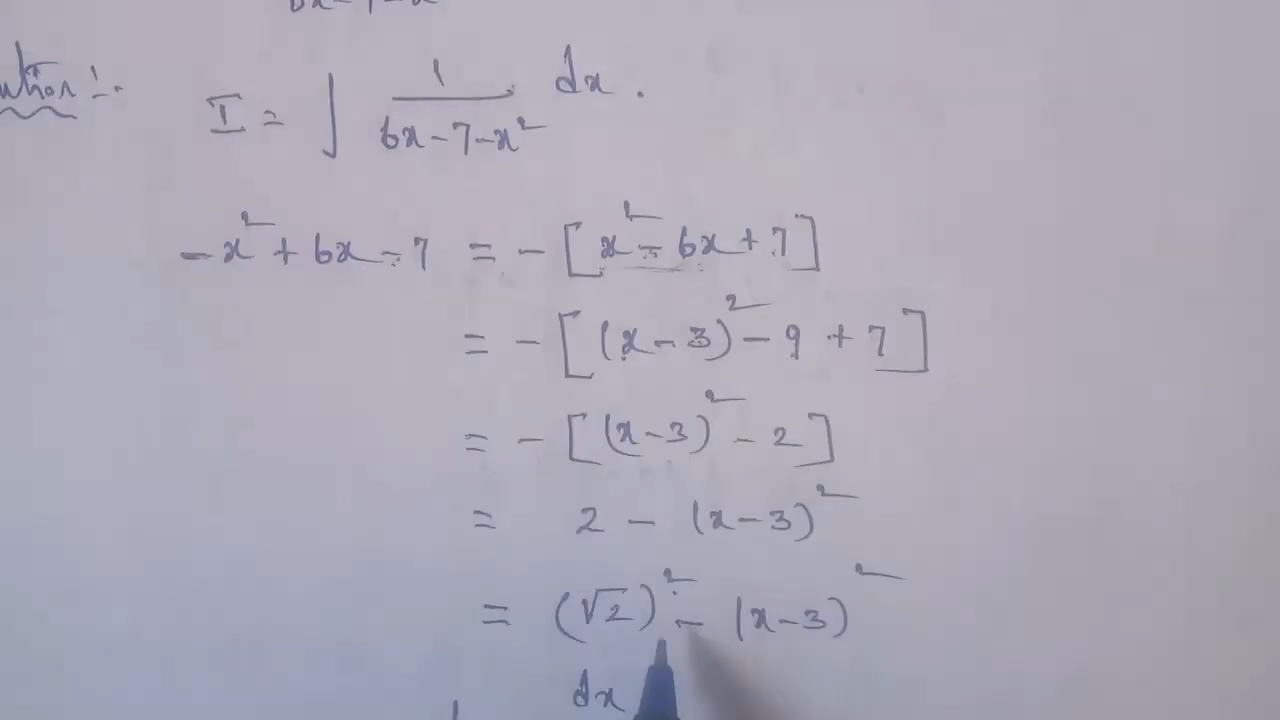 I = ∫ 1/(6x-7-x²) dx.
-x² + 6x - 7 = - [x² - 6x + 7]
= - [(x-3)² - 9 + 7]
= - [(x-3)² - 2]
= 2 - (x-3)²
= (√2)² - (x-3)²
dx